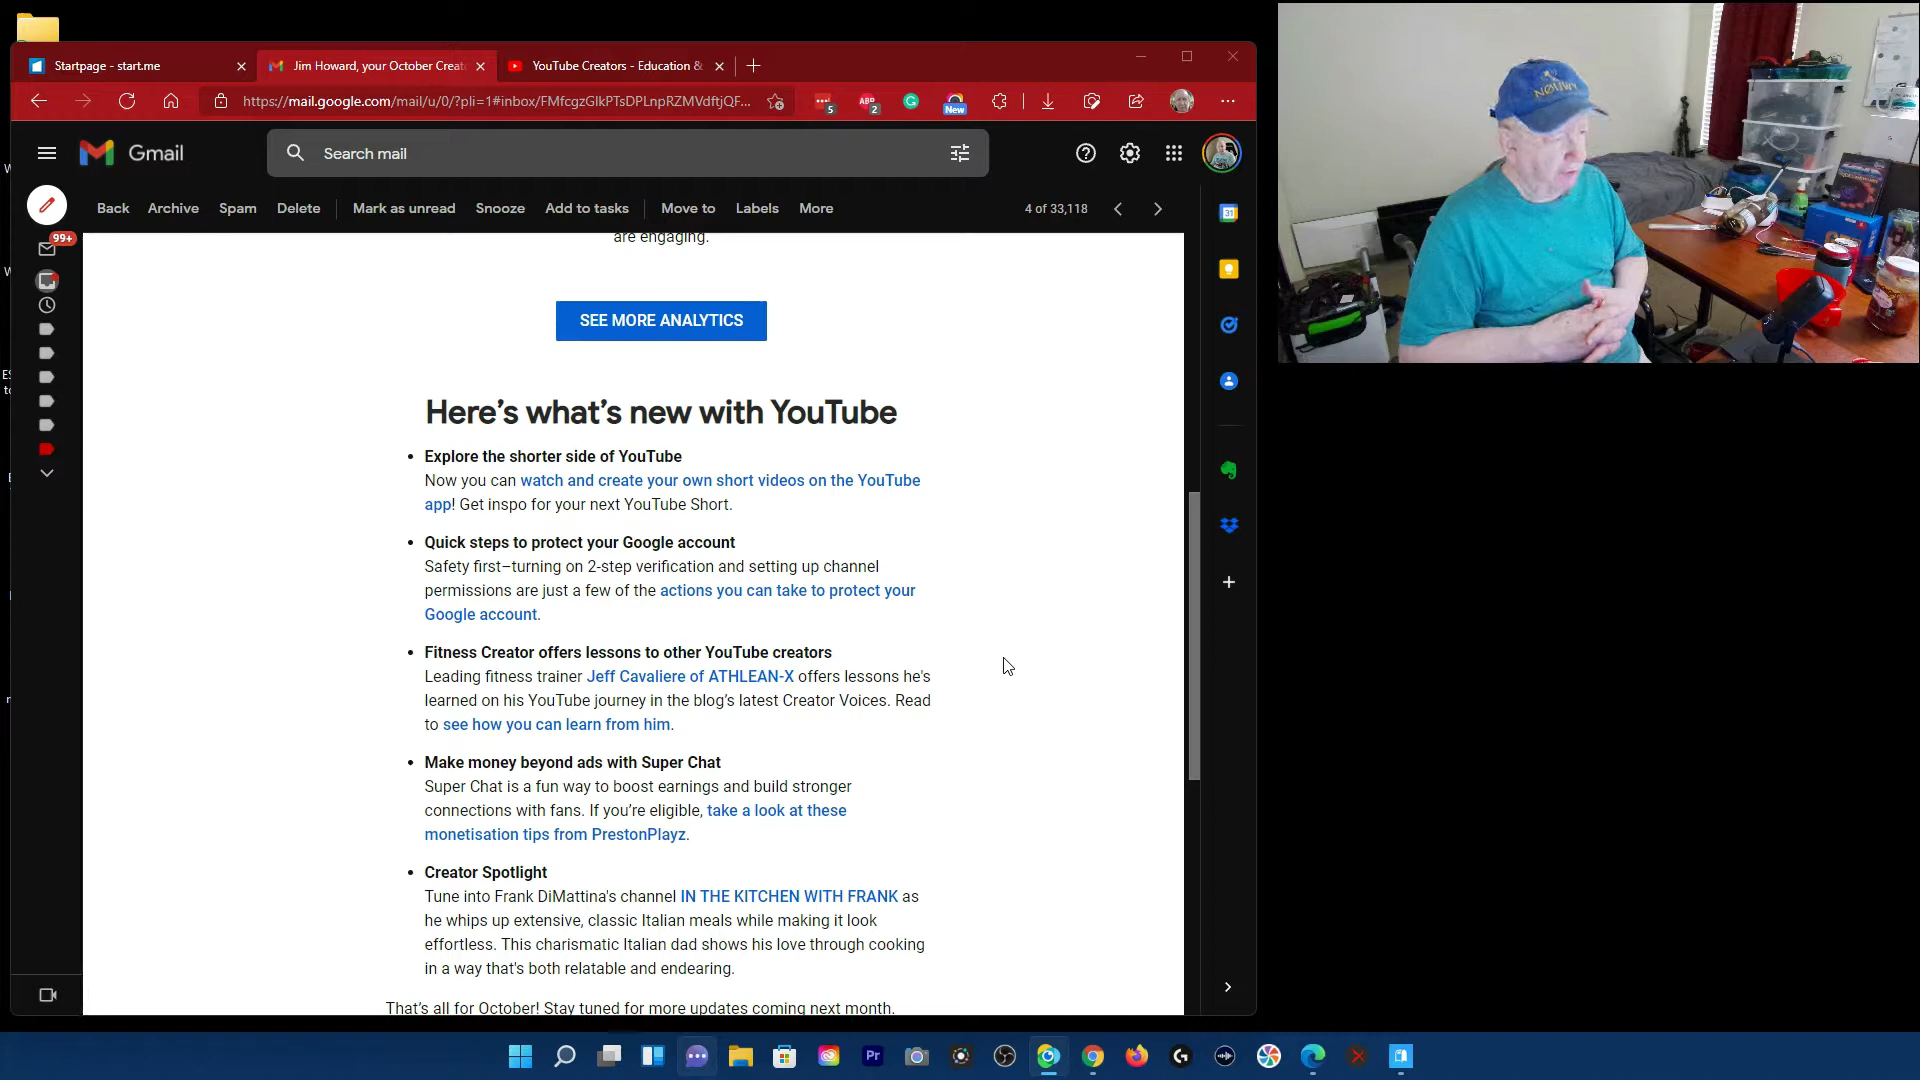 Startpage - start.me
Jim Howard, your October Creat
YouTube Creators - Education &
https://mail.google.com/mail/u/0/?pli=1#inbox/FMfcgzGlkPTsDPLnpRZMVdftjQF...
5
ABP
2
New
Gmail
Search mail
Back
Archive
Spam
Delete
Mark as unread
Snooze
Add to tasks
Move to
Labels
More
4 of 33,118
99+
31
are engaging.
SEE MORE ANALYTICS
Here's what's new with YouTube
• Explore the shorter side of YouTube
Now you can watch and create your own short videos on the YouTube
app! Get inspo for your next YouTube Short.
• Quick steps to protect your Google account
Safety first–turning on 2-step verification and setting up channel
permissions are just a few of the actions you can take to protect your
Google account.
• Fitness Creator offers lessons to other YouTube creators
Leading fitness trainer Jeff Cavaliere of ATHLEAN-X offers lessons he's
learned on his YouTube journey in the blog's latest Creator Voices. Read
to see how you can learn from him.
• Make money beyond ads with Super Chat
Super Chat is a fun way to boost earnings and build stronger
connections with fans. If you're eligible, take a look at these
monetisation tips from PrestonPlayz.
• Creator Spotlight
Tune into Frank DiMattina's channel IN THE KITCHEN WITH FRANK as
he whips up extensive, classic Italian meals while making it look
effortless. This charismatic Italian dad shows his love through cooking
in a way that's both relatable and endearing.
That's all for October! Stay tuned for more updates coming next month.
Pr